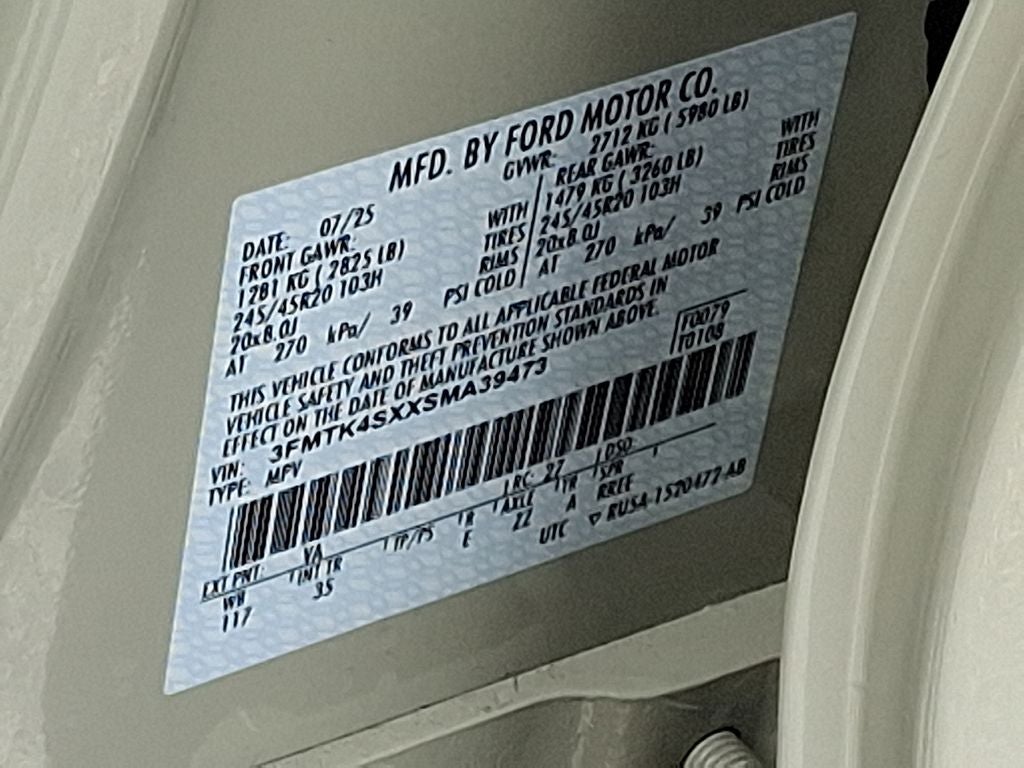 MFD. BY FORD MOTOR CO.
DATE: 07/25 GVWR: 2712 KG ( 5980 LB)
FRONT GAWR: REAR GAWR:
1281 KG ( 2825 LB) WITH 1479 KG ( 3260 LB) WITH
245/45R20 103H TIRES 245/45R20 103H TIRES
20x8.0J RIMS 20x8.0J RIMS
AT 270 kPa/ 39 PSI COLD AT 270 kPa/ 39 PSI COLD
THIS VEHICLE CONFORMS TO ALL APPLICABLE FEDERAL MOTOR
VEHICLE SAFETY AND THEFT PREVENTION STANDARDS IN
EFFECT ON THE DATE OF MANUFACTURE SHOWN ABOVE.
VIN: 3FMTK4SXXSMA39473 F0079
TYPE: MPV T0108
EXT PNT: YA RC: 27 DSO:
WB INT TR TP/PS R AXLE TR SPR
117 35 E ZZ A RREE
UTC ▽ RUSA-1520472-AB